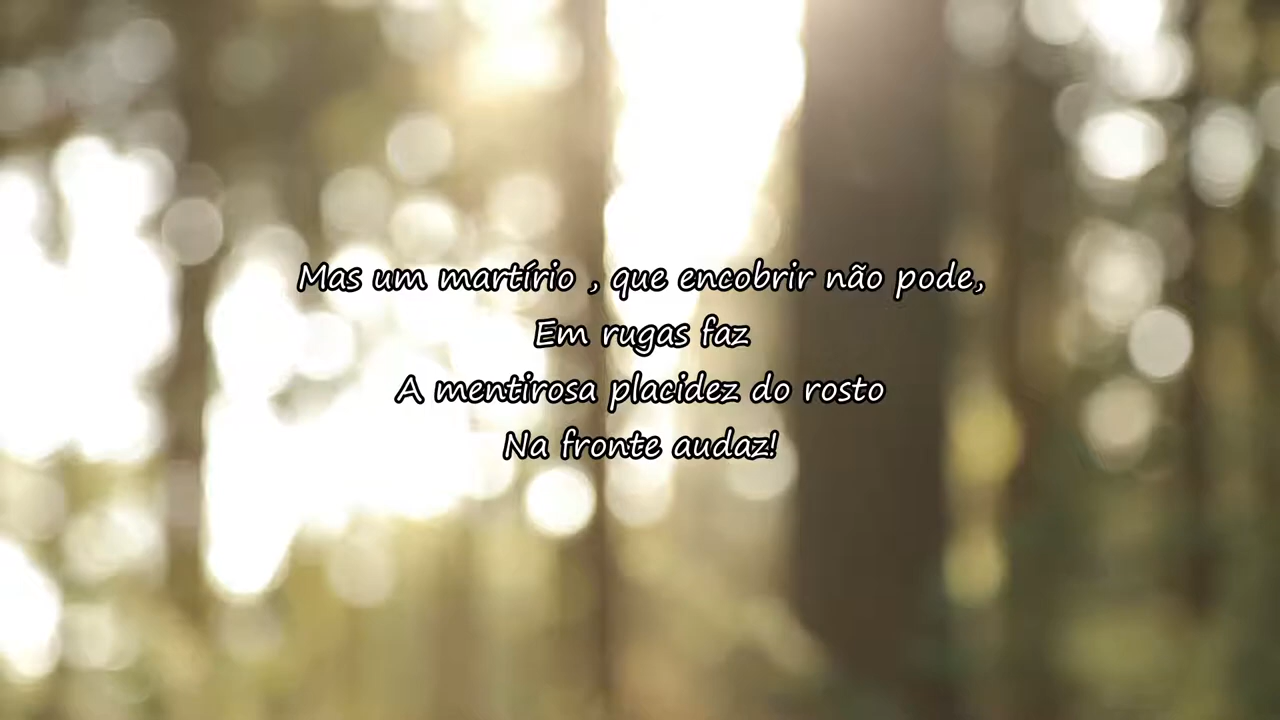 Mas um martírio , que encobrir não pode,
Em rugas faz
A mentirosa placidez do rosto
Na fronte audaz!